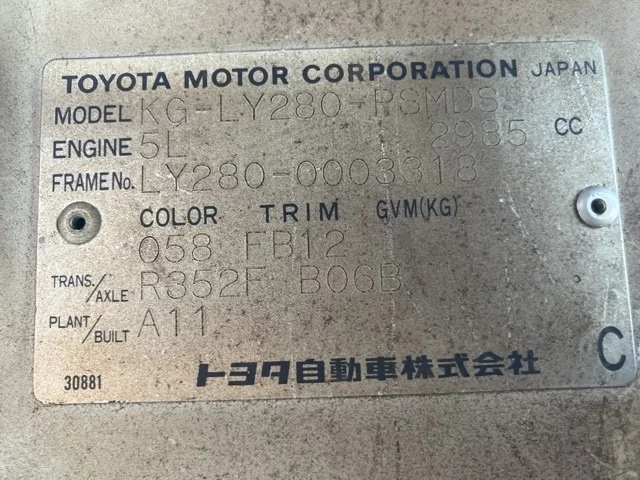 TOYOTA MOTOR CORPORATION JAPAN
MODEL KG-LY280-PSMDS
ENGINE 5L 2985 CC
FRAME No. LY280-0003318
COLOR TRIM GVM(KG)
058 FB12
TRANS./AXLE R352F B06B
PLANT/BUILT A11
30881 トヨタ自動車株式会社 C